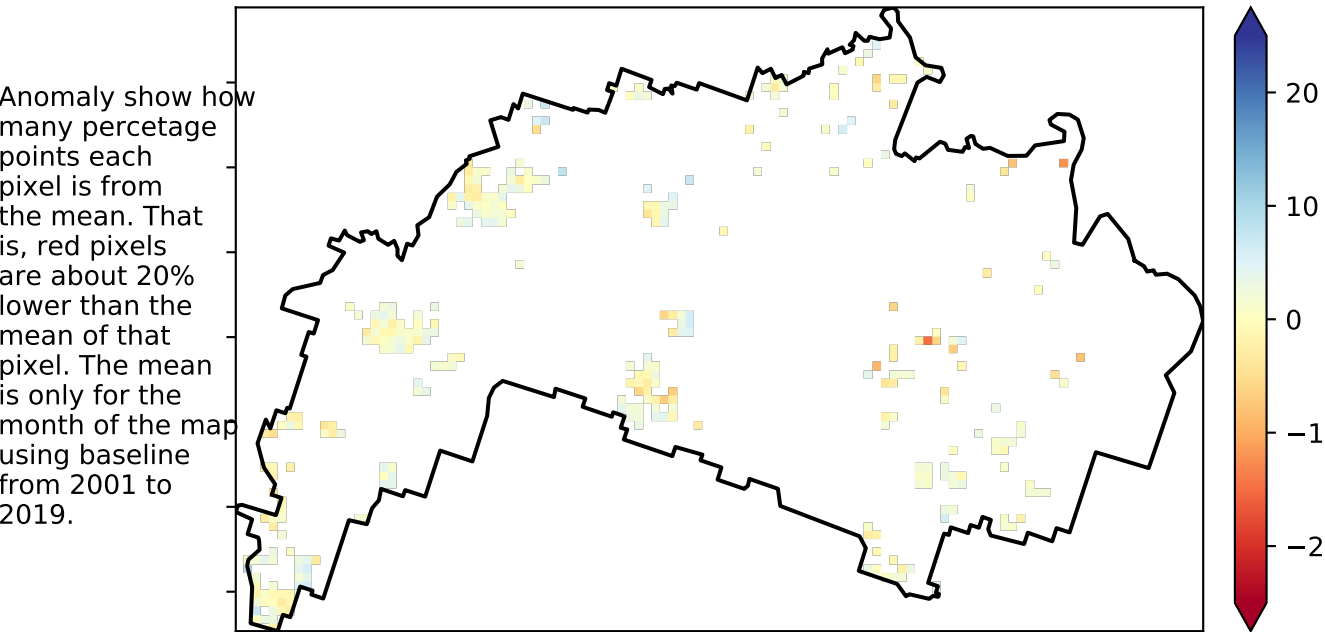 Anomaly show how
many percetage
points each
pixel is from
the mean. That
is, red pixels
are about 20%
lower than the
mean of that
pixel. The mean
is only for the
month of the map
using baseline
from 2001 to
2019.
20
10
0
−1
−2